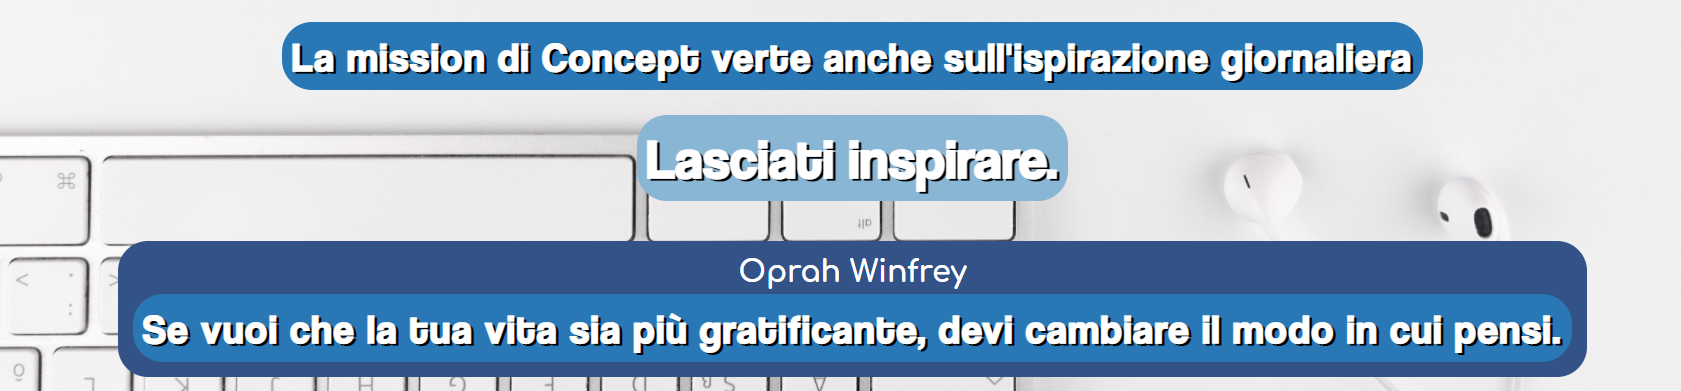 La mission di Concept verte anche sull'ispirazione giornaliera
Lasciati inspirare.
Oprah Winfrey
Se vuoi che la tua vita sia più gratificante, devi cambiare il modo in cui pensi.